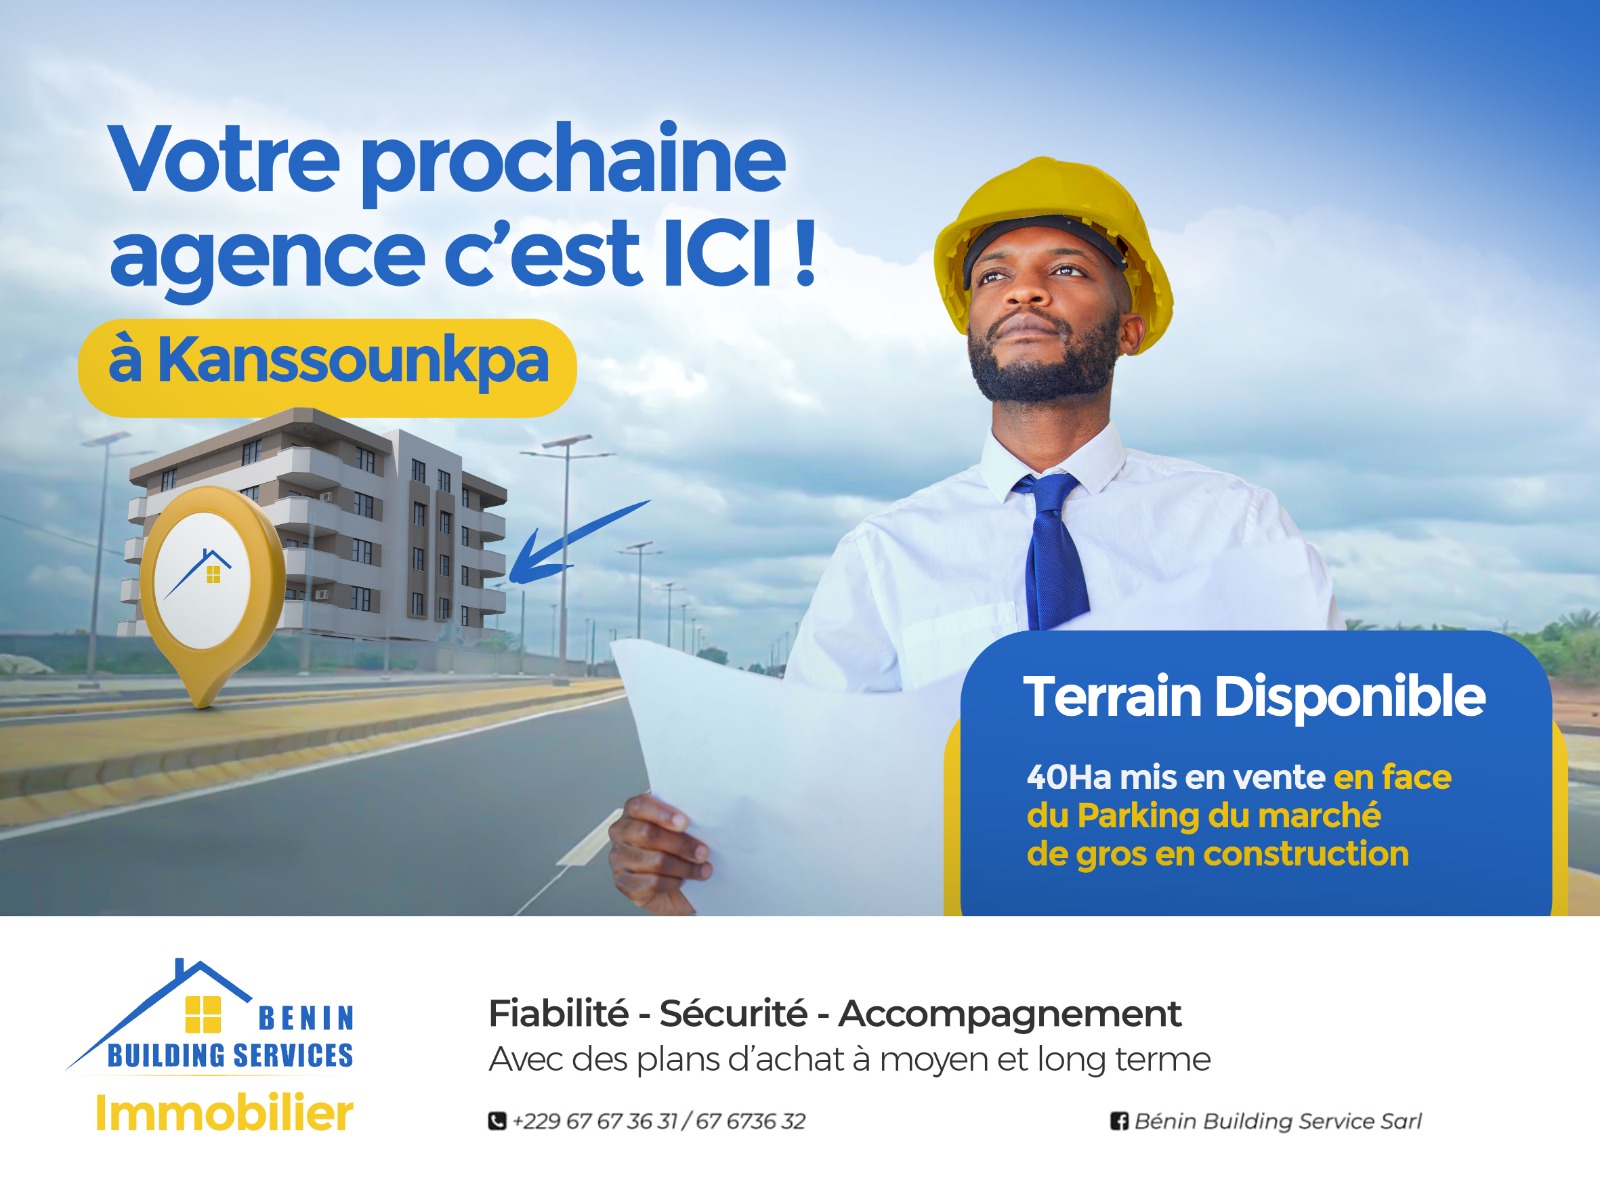 Votre prochaine
agence c'est ICI !
à Kanssounkpa
Terrain Disponible
40Ha mis en vente en face
du Parking du marché
de gros en construction
BENIN
BUILDING SERVICES
Immobilier
Fiabilité - Sécurité - Accompagnement
Avec des plans d'achat à moyen et long terme
+229 67 67 36 31 / 67 6736 32
Bénin Building Service Sarl